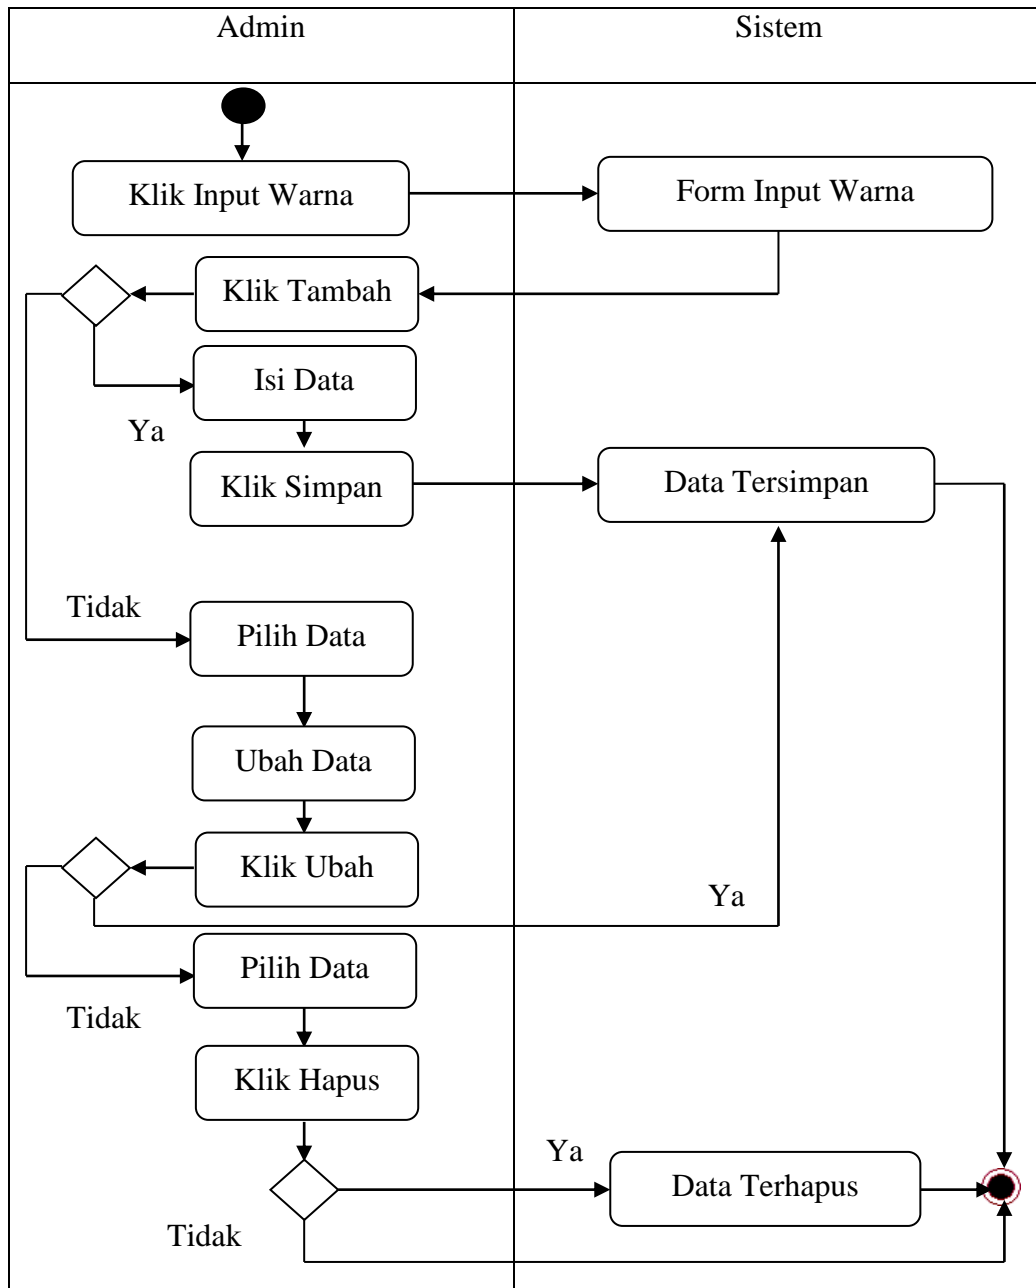 Admin
Sistem
Klik Input Warna
Form Input Warna
Klik Tambah
Isi Data
Ya
Klik Simpan
Data Tersimpan
Tidak
Pilih Data
Ubah Data
Klik Ubah
Ya
Pilih Data
Tidak
Klik Hapus
Ya
Data Terhapus
Tidak